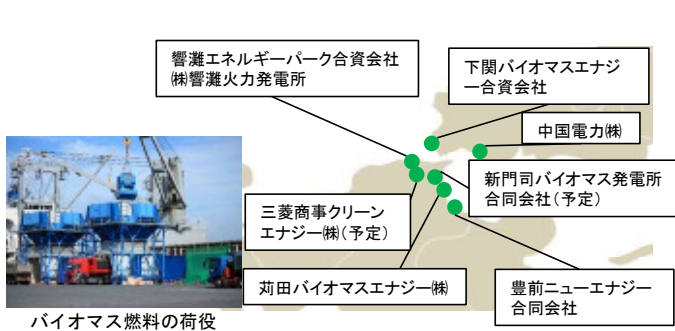 響灘エネルギーパーク合資会社
㈱響灘火力発電所
下関バイオマスエナジ
ー合資会社
中国電力㈱
新門司バイオマス発電所
合同会社(予定)
三菱商事クリーン
エナジー㈱(予定)
苅田バイオマスエナジー㈱
豊前ニューエナジー
合同会社
バイオマス燃料の荷役